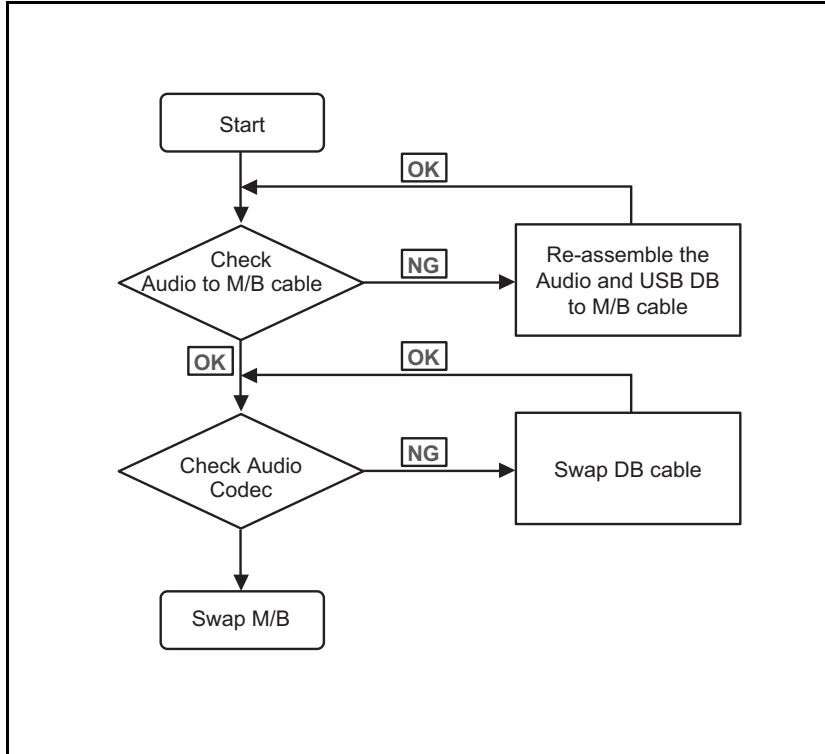 Start
OK
Check
Audio to M/B cable
NG
Re-assemble the
Audio and USB DB
to M/B cable
OK
OK
Check Audio
Codec
NG
Swap DB cable
Swap M/B